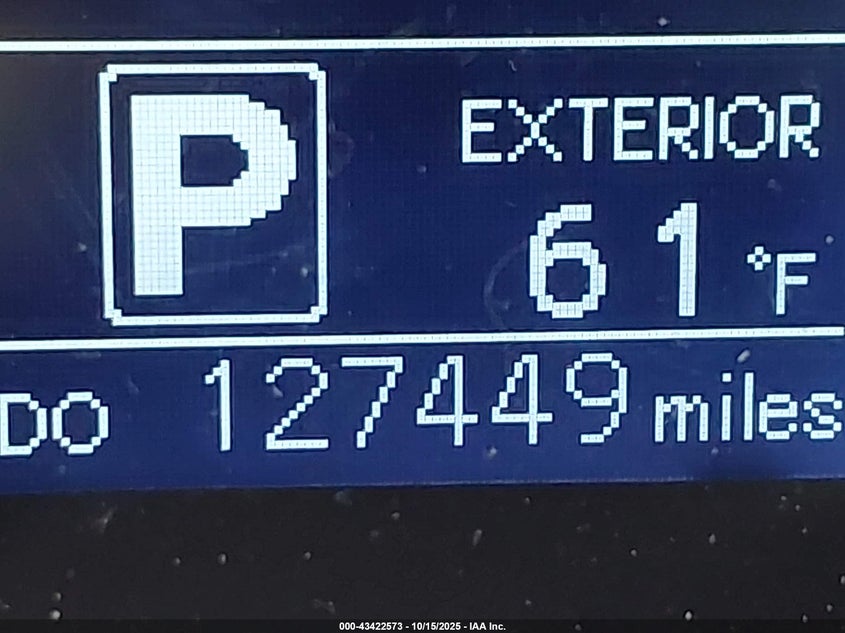 P
EXTERIOR
61 °F
DO 127449 miles
000-43422573 - 10/15/2025 - IAA Inc.